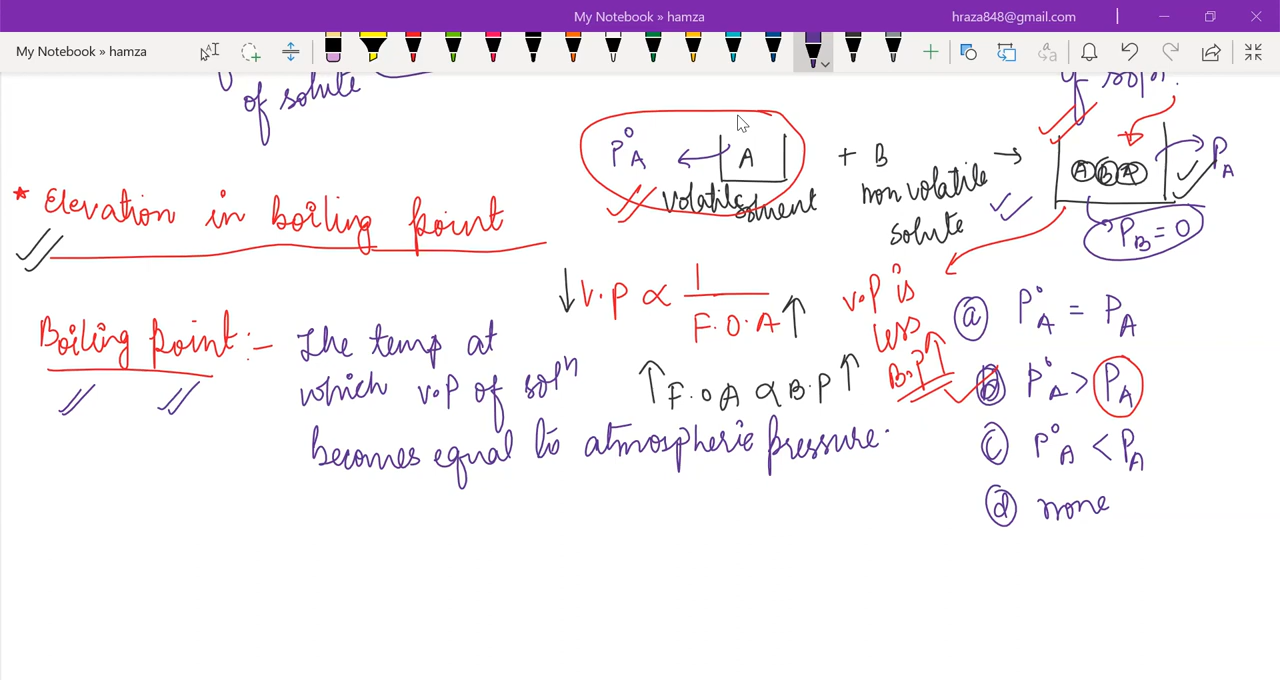 My Notebook » hamza
hraza848@gmail.com
My Notebook » hamza
of solute
of soln.
P°A
A
+ B
A B A
PA
volatile solvent
non volatile
solute
PB = 0
* Elevation in boiling point
V.P ∝ 1/F.O.A
V.P is
less
B.P↑
(a) P°A = PA
(b) P°A > PA
(c) P°A < PA
(d) none
Boiling point :- The temp at
which v.P of solⁿ
↑F.O A ∝ B.P↑
becomes equal to atmospheric pressure.